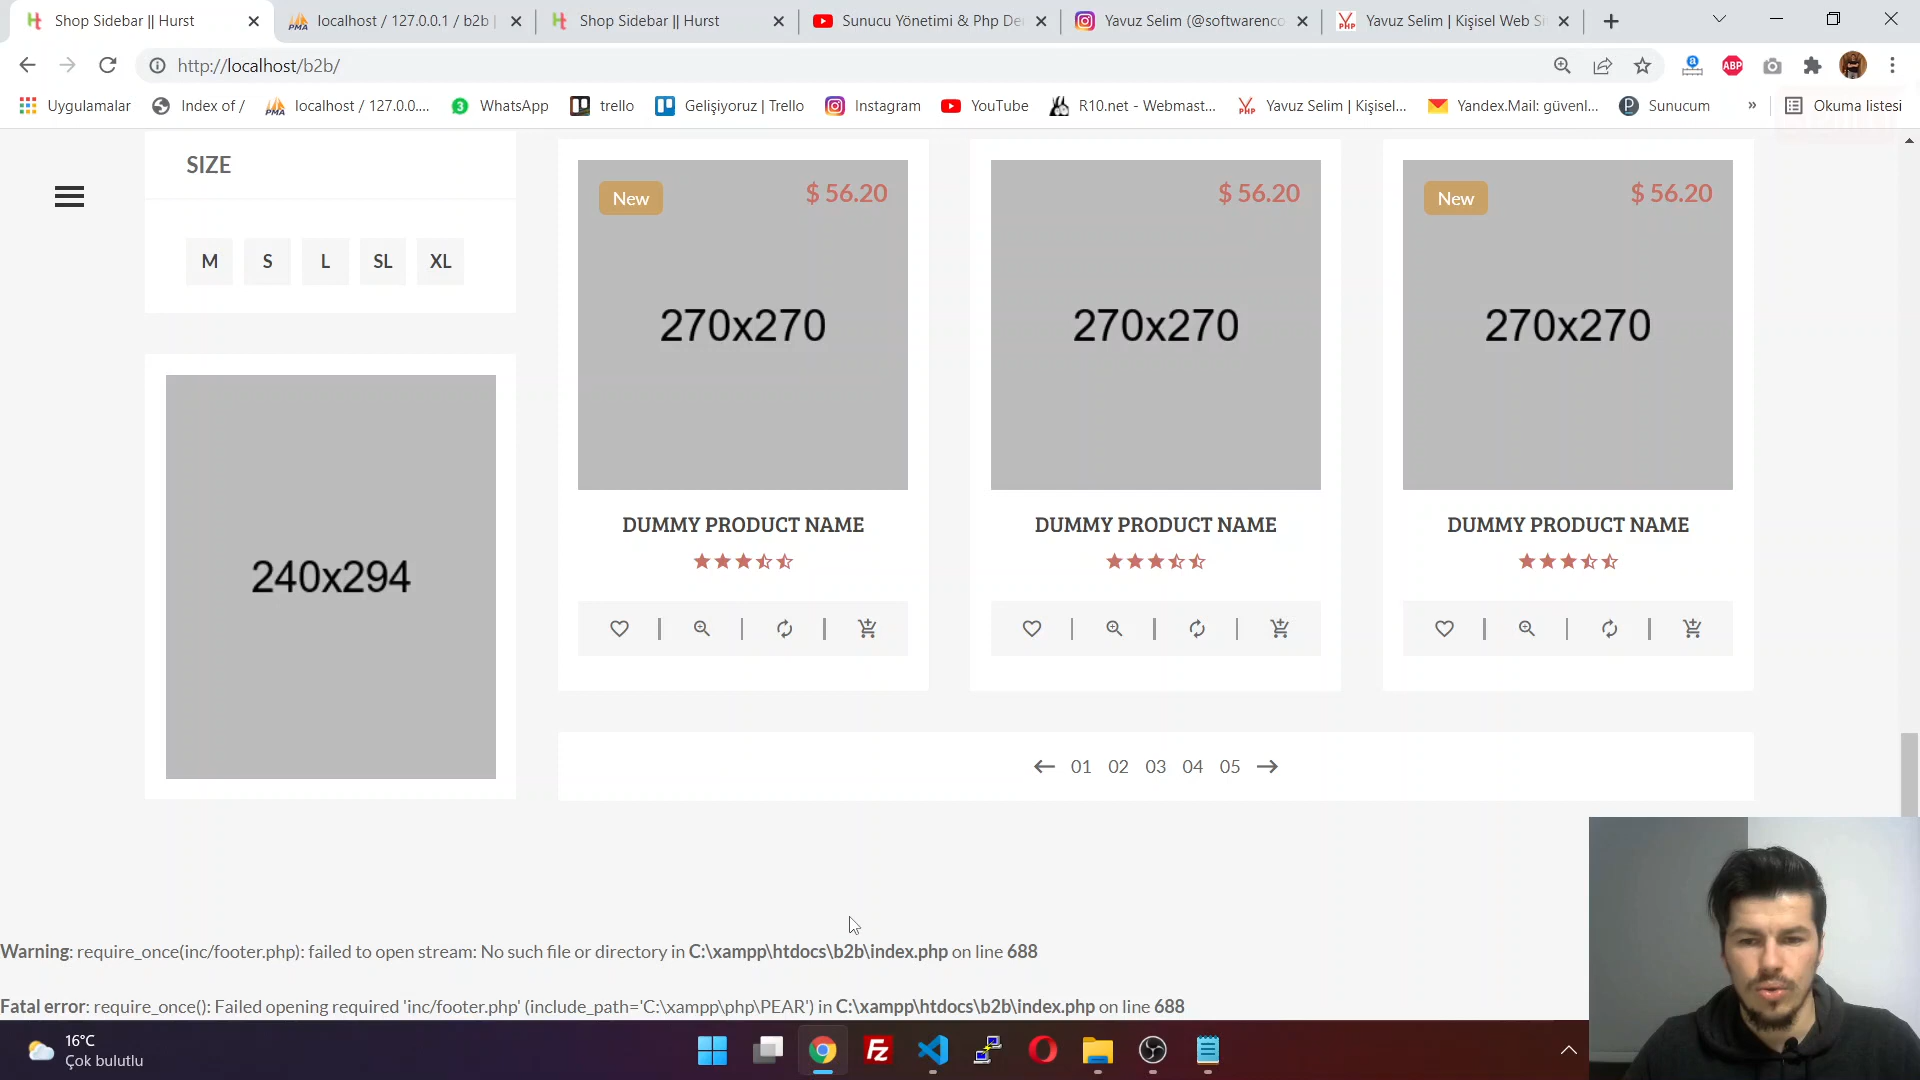 Shop Sidebar || Hurst
localhost / 127.0.0.1 / b2b |
Shop Sidebar || Hurst
Sunucu Yönetimi & Php De
Yavuz Selim (@softwarenco
Yavuz Selim | Kişisel Web Si
http://localhost/b2b/
ABP
Uygulamalar
Index of /
localhost / 127.0.0....
WhatsApp
trello
Gelişiyoruz | Trello
Instagram
YouTube
R10.net - Webmast...
Yavuz Selim | Kişisel...
Yandex.Mail: güvenl...
Sunucum
»
Okuma listesi
SIZE
M S L SL XL
240x294
New
$ 56.20
270x270
DUMMY PRODUCT NAME
$ 56.20
270x270
DUMMY PRODUCT NAME
New
$ 56.20
270x270
DUMMY PRODUCT NAME
← 01 02 03 04 05 →
Warning: require_once(inc/footer.php): failed to open stream: No such file or directory in C:\xampp\htdocs\b2b\index.php on line 688
Fatal error: require_once(): Failed opening required 'inc/footer.php' (include_path='C:\xampp\php\PEAR') in C:\xampp\htdocs\b2b\index.php on line 688
16°C
Çok bulutlu